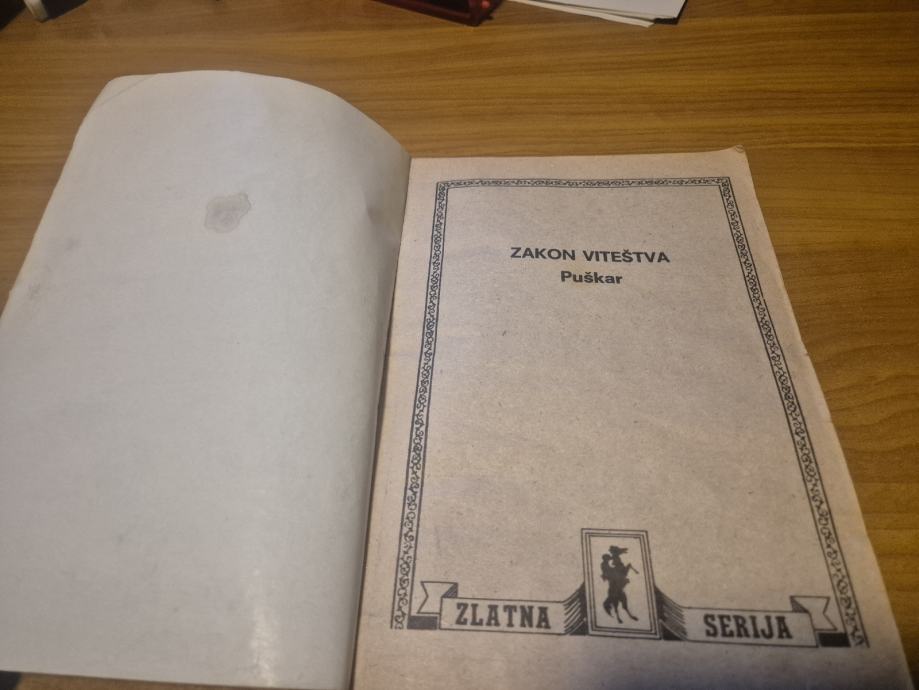 ZAKON VITEŠTVA
Puškar
ZLATNA SERIJA